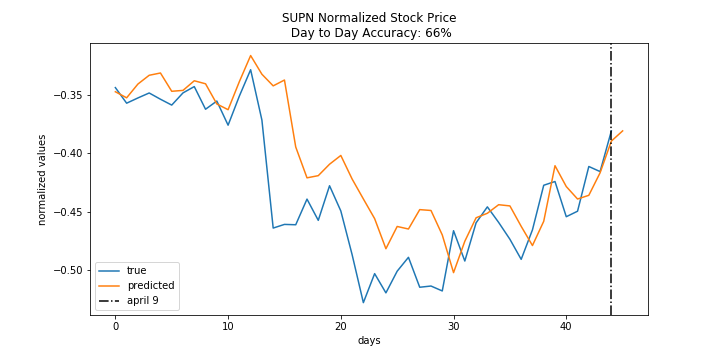 SUPN Normalized Stock Price
Day to Day Accuracy: 66%
normalized values
−0.35
−0.40
−0.45
−0.50
true
predicted
april 9
0
10
20
30
40
days